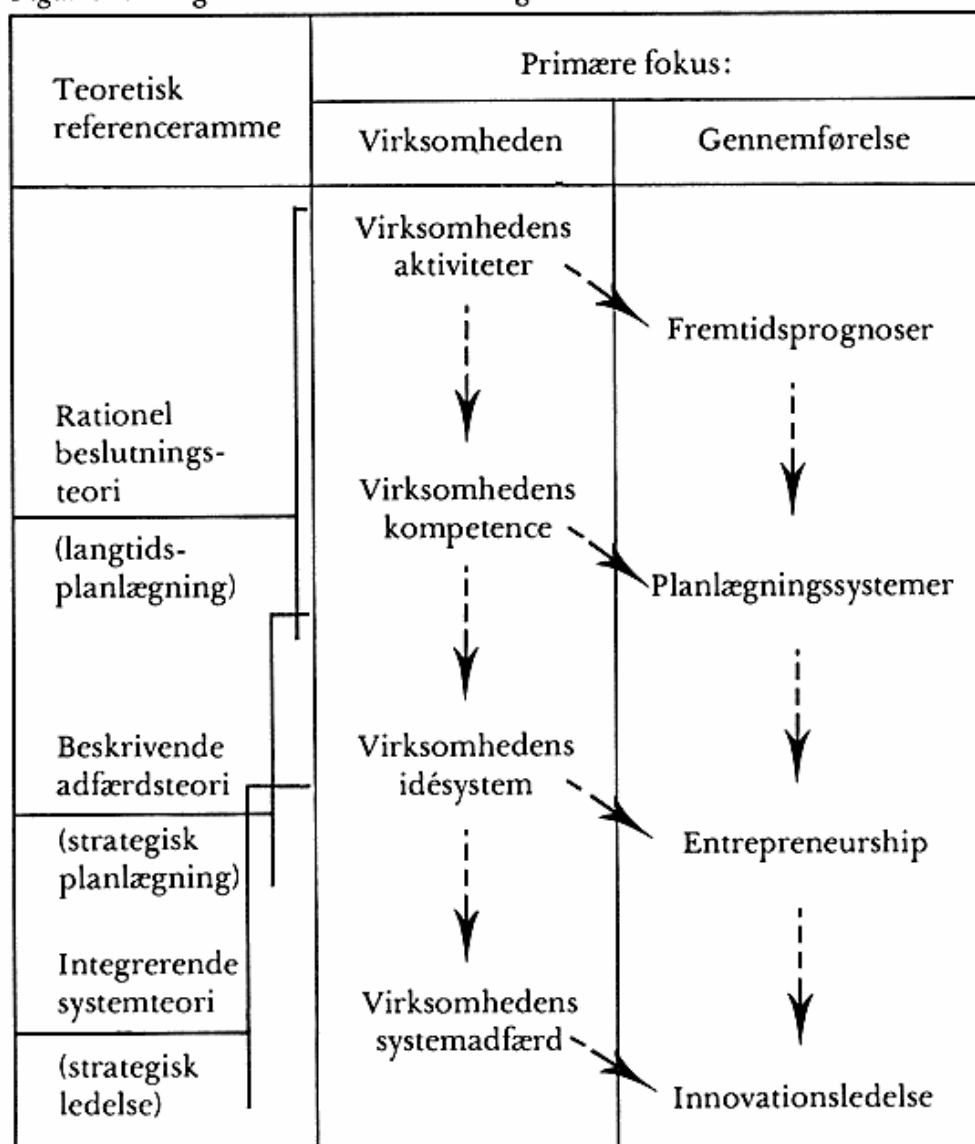 Teoretisk
referenceramme
Primære fokus:
Virksomheden
Gennemførelse
Rationel
beslutnings-
teori
(langtids-
planlægning)
Beskrivende
adfærdsteori
(strategisk
planlægning)
Integrerende
systemteori
(strategisk
ledelse)
Virksomhedens
aktiviteter
Virksomhedens
kompetence
Virksomhedens
idésystem
Virksomhedens
systemadfærd
Fremtidsprognoser
Planlægningssystemer
Entrepreneurship
Innovationsledelse